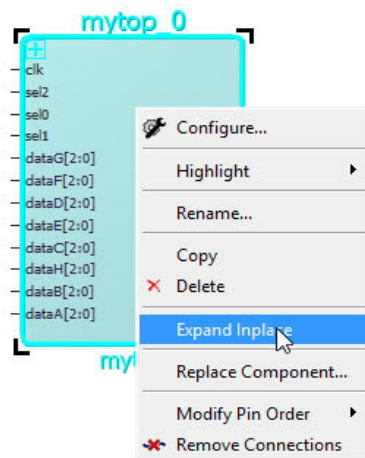 mytop_0
clk
sel2
sel0
sel1
dataG[2:0]
dataF[2:0]
dataD[2:0]
dataE[2:0]
dataC[2:0]
dataH[2:0]
dataB[2:0]
dataA[2:0]
Configure...
Highlight
Rename...
Copy
Delete
Expand Inplace
Replace Component...
Modify Pin Order
Remove Connections